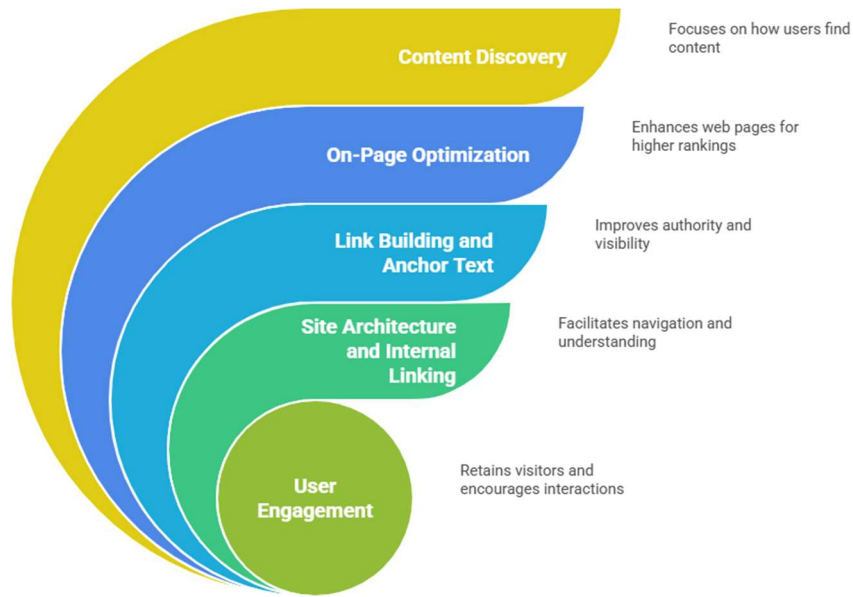 Content Discovery
Focuses on how users find
content
On-Page Optimization
Enhances web pages for
higher rankings
Link Building and
Anchor Text
Improves authority and
visibility
Site Architecture
and Internal
Linking
Facilitates navigation and
understanding
User
Engagement
Retains visitors and
encourages interactions